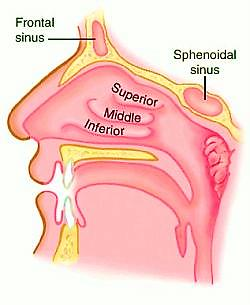 Frontal
sinus
Sphenoidal
sinus
Superior
Middle
Inferior